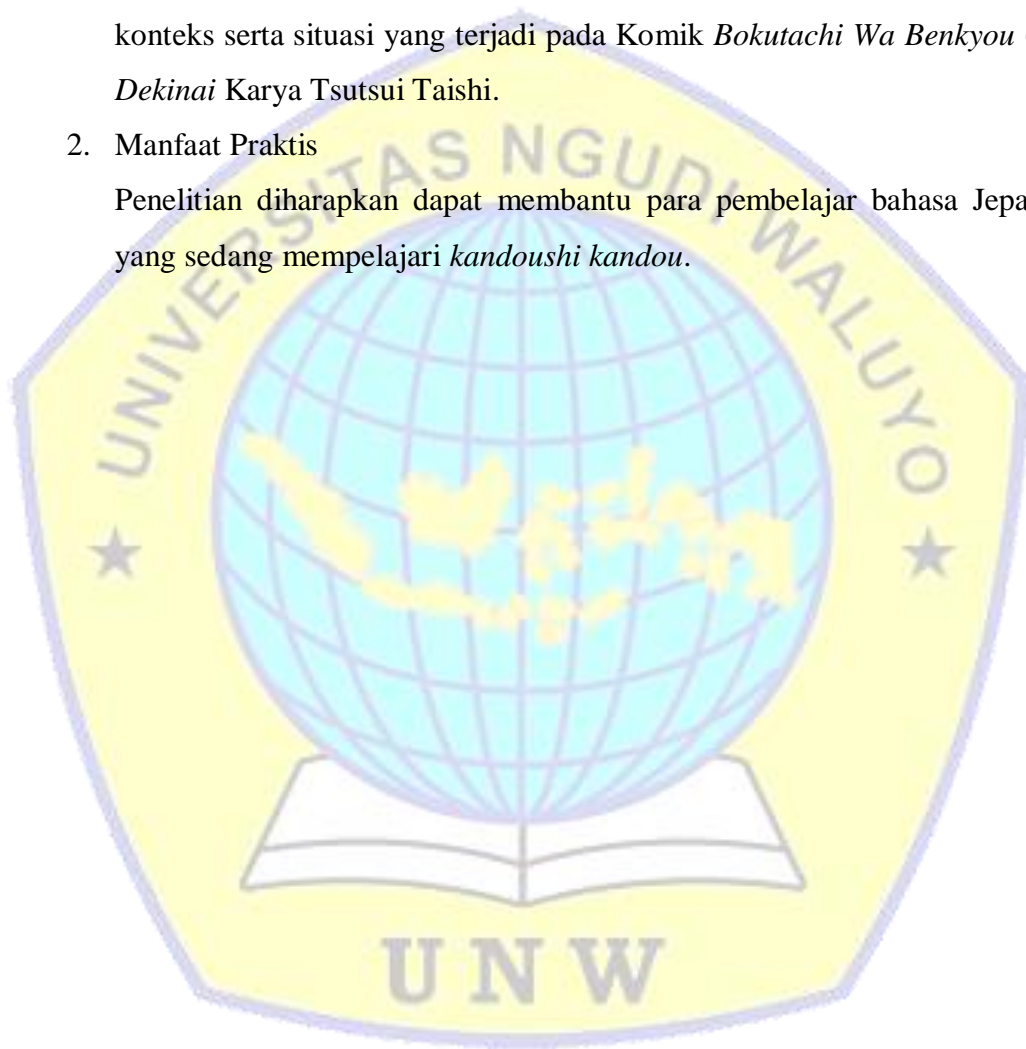 konteks serta situasi yang terjadi pada Komik Bokutachi Wa Benkyou
Dekinai Karya Tsutsui Taishi.
2. Manfaat Praktis
Penelitian diharapkan dapat membantu para pembelajar bahasa Jepa
yang sedang mempelajari kandoushi kandou.
UNIVERSITAS NGUDI WALUYO
UNW